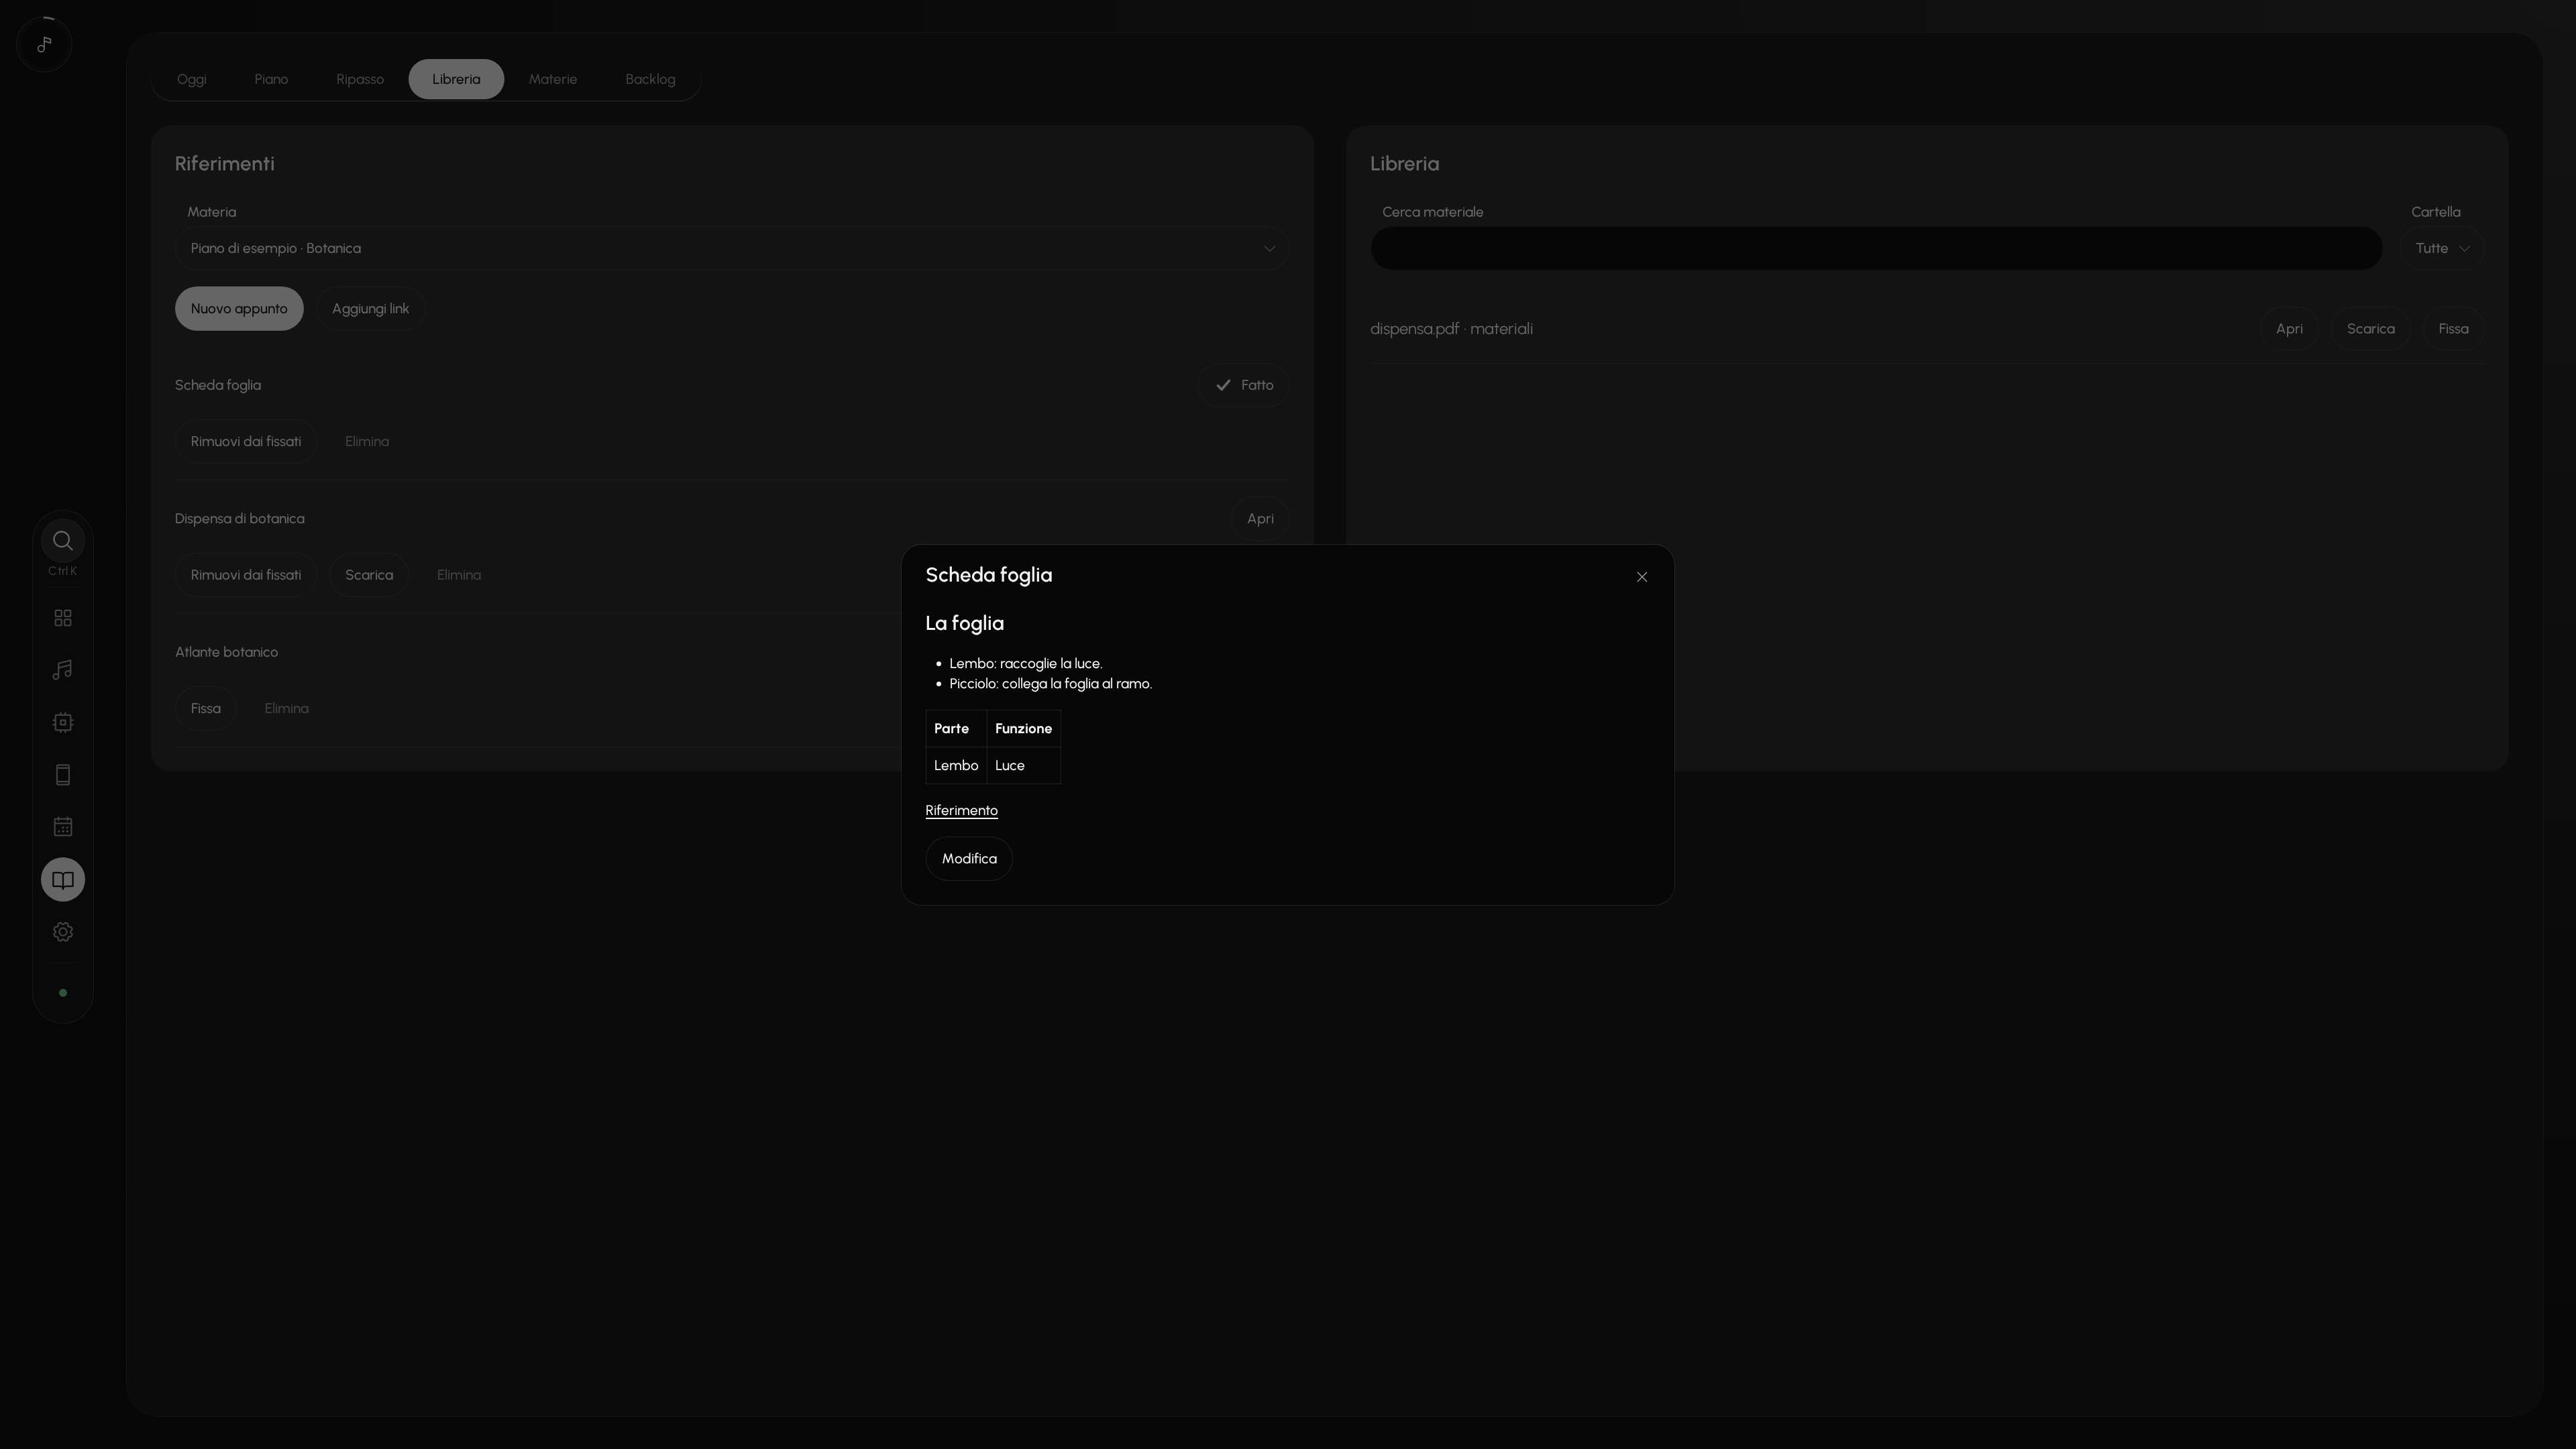 Oggi Piano Ripasso Libreria Materie Backlog
Riferimenti
Materia
Piano di esempio · Botanica
Nuovo appunto Aggiungi link
Scheda foglia Fatto
Rimuovi dai fissati Elimina
Dispensa di botanica Apri
Rimuovi dai fissati Scarica Elimina
Atlante botanico
Fissa Elimina
Libreria
Cerca materiale Cartella
Tutte
dispensa.pdf · materiali Apri Scarica Fissa
Ctrl K
Scheda foglia
La foglia
Lembo: raccoglie la luce.
Picciolo: collega la foglia al ramo.
Parte Funzione
Lembo Luce
Riferimento
Modifica